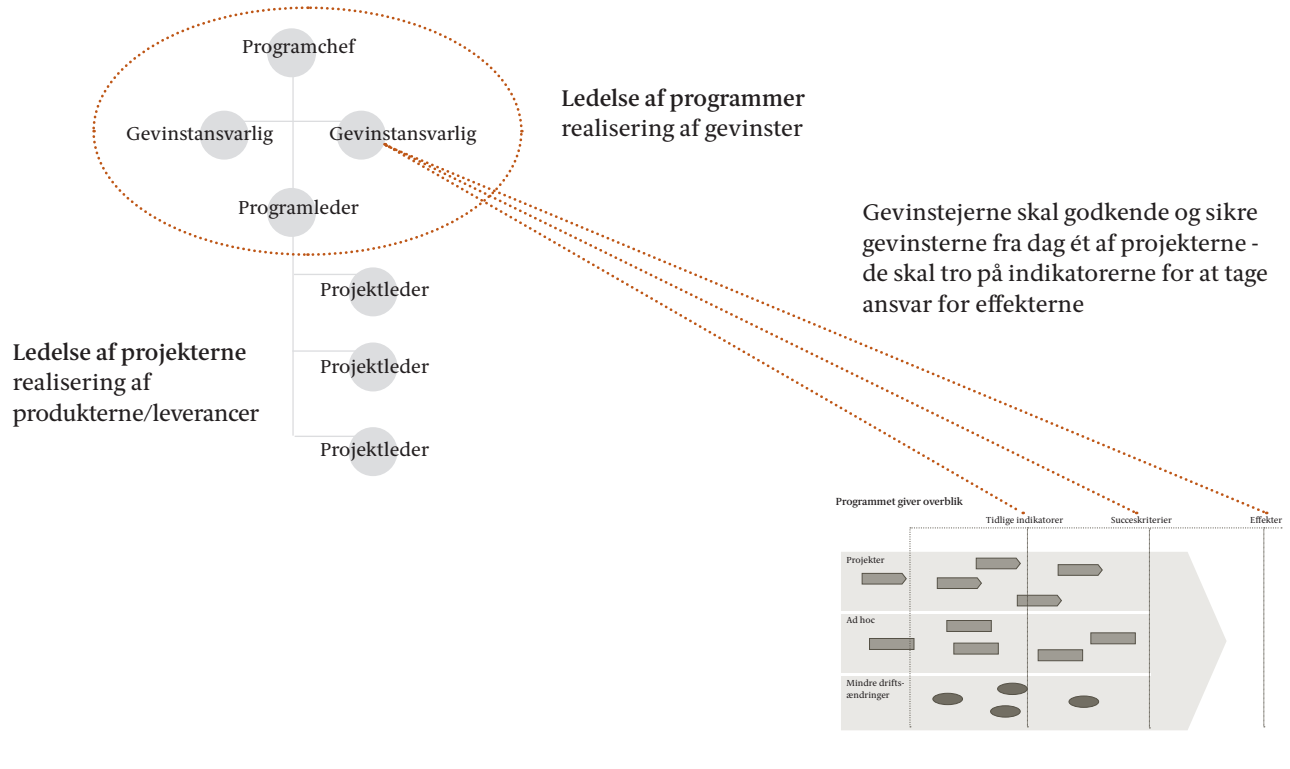 Programchef
Gevinstansvarlig
Gevinstansvarlig
Programleder
Projektleder
Projektleder
Projektleder
Ledelse af programmer
realisering af gevinster
Ledelse af projekterne
realisering af
produkterne/leverancer
Gevinstejerne skal godkende og sikre
gevinsterne fra dag ét af projekterne -
de skal tro på indikatorerne for at tage
ansvar for effekterne
Programmet giver overblik
Tidlige indikatorer
Succeskriterier
Effekter
Projekter
Ad hoc
Mindre drifts-
ændringer